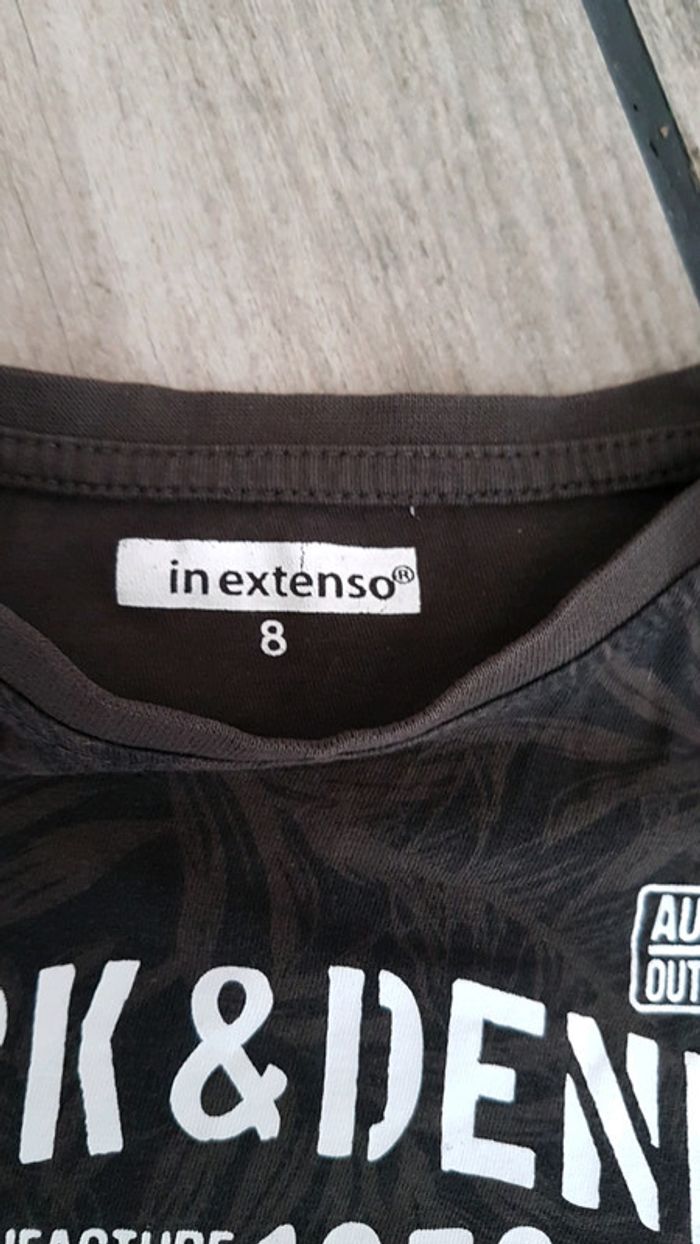 in extenso®
8
AU
OUT
K & DEN